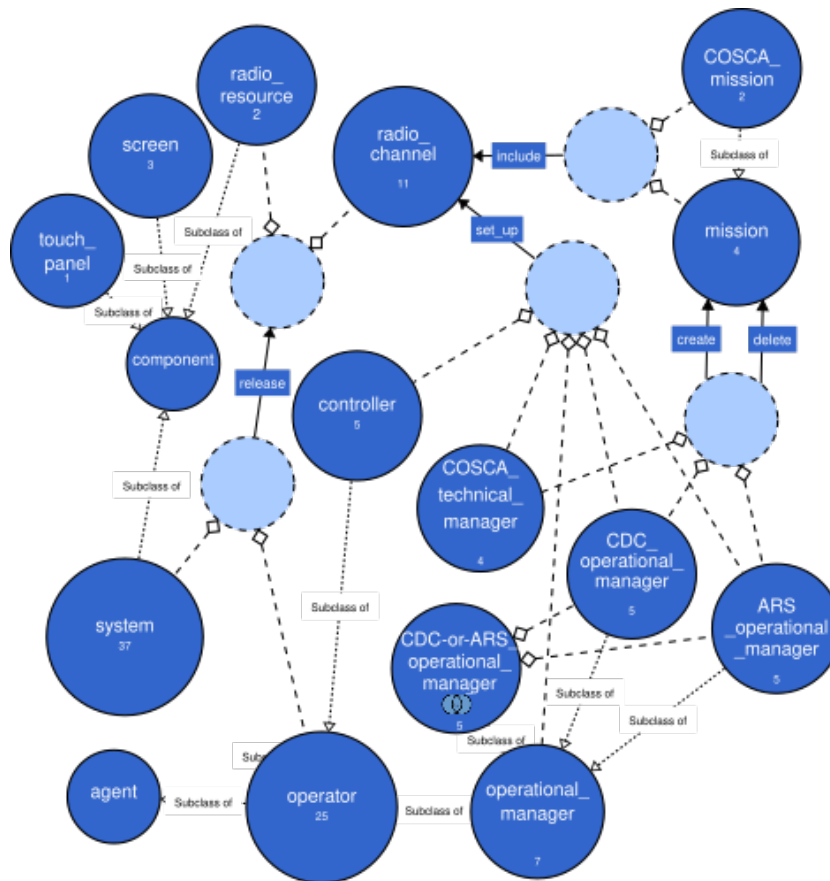 COSCA_
mission
2
radio_
resource
2
screen
3
radio_
channel
11
include
Subclass of
touch_
panel
1
Subclass of
set_up
mission
4
Subclass of
Subclass of
create
delete
component
release
controller
5
COSCA_
technical_
manager
4
Subclass of
CDC_
operational_
manager
5
ARS
_operational
_manager
5
system
37
Subclass of
CDC-or-ARS_
operational_
manager
5
Subclass of
Subclass of
Subclass of
Subc
agent
Subclass of
operator
25
Subclass of
operational_
manager
7